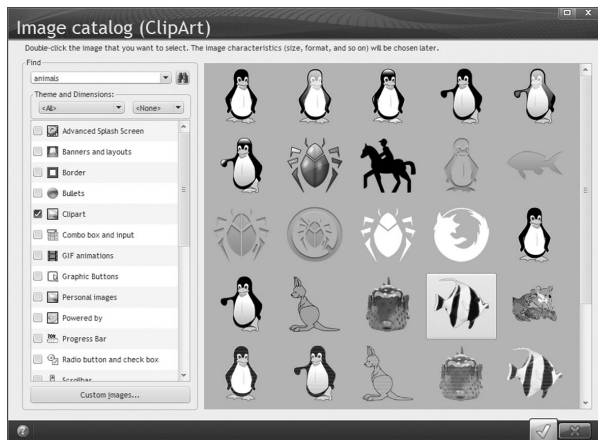 Image catalog (ClipArt)
Double-click the image that you want to select. The image characteristics (size, format, and so on) will be chosen later.
Find
animals
Theme and Dimensions:
<All>
<None>
Advanced Splash Screen
Banners and layouts
Border
Bullets
Clipart
Combo box and input
GIF animations
Graphic Buttons
Personal images
Powered by
Progress Bar
Radio button and check box
Scrollbar
Custom images...